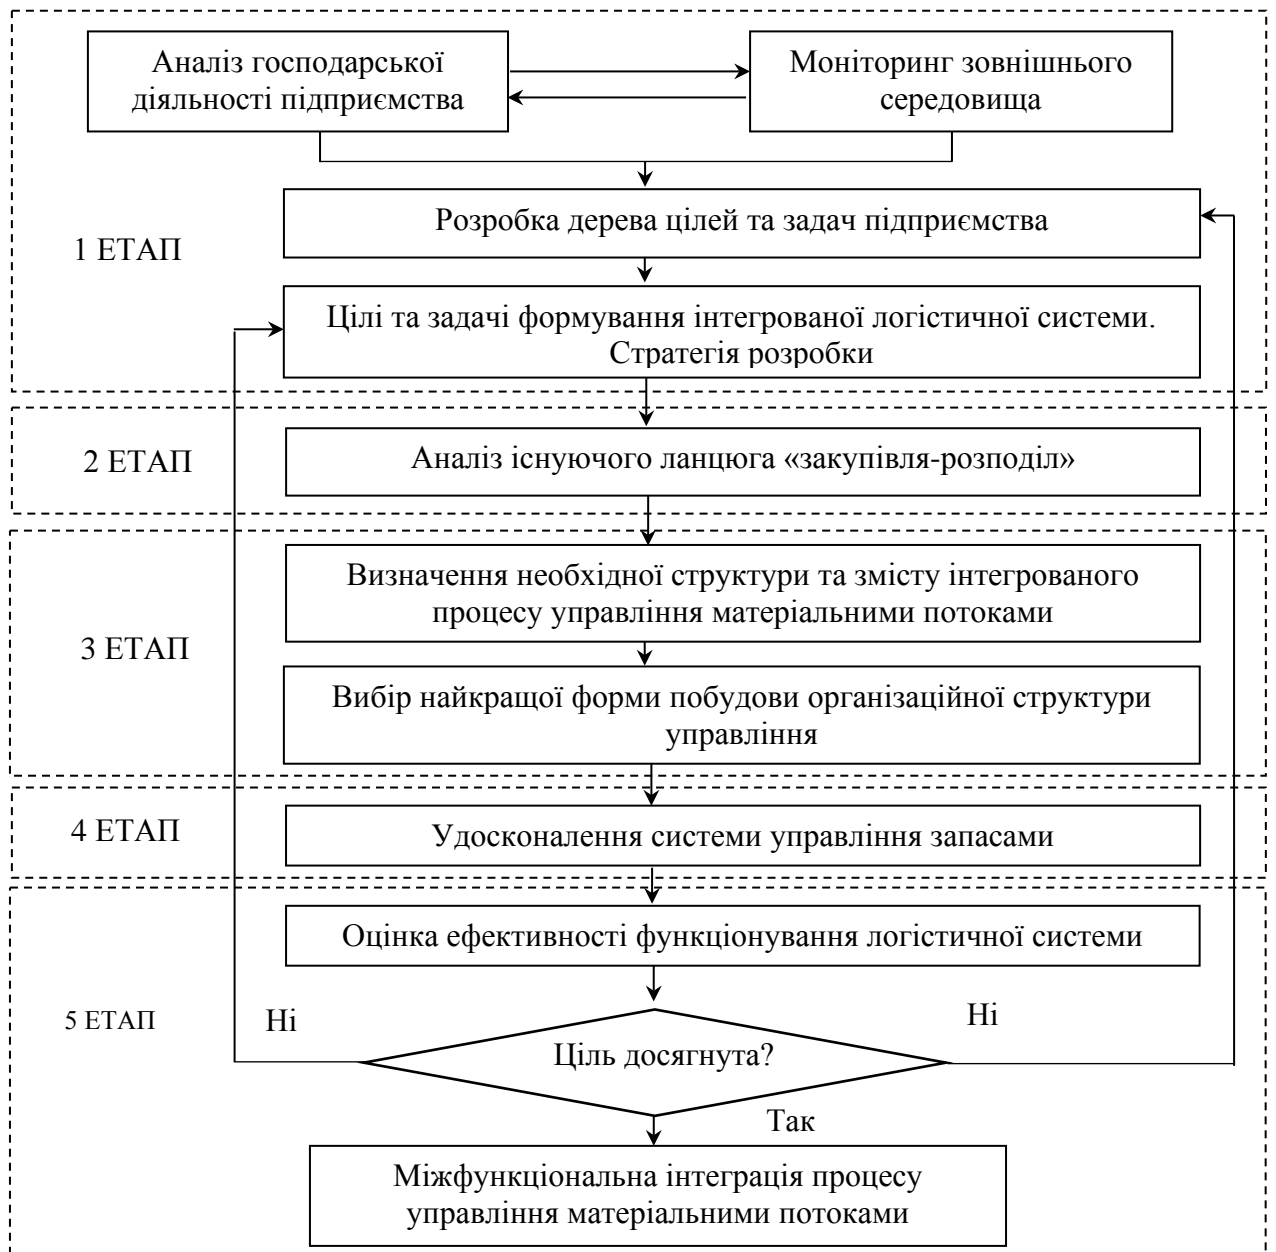 Аналіз господарської
діяльності підприємства
Моніторинг зовнішнього
середовища
1 ЕТАП
Розробка дерева цілей та задач підприємства
Цілі та задачі формування інтегрованої логістичної системи.
Стратегія розробки
2 ЕТАП
Аналіз існуючого ланцюга «закупівля-розподіл»
3 ЕТАП
Визначення необхідної структури та змісту інтегрованого
процесу управління матеріальними потоками
Вибір найкращої форми побудови організаційної структури
управління
4 ЕТАП
Удосконалення системи управління запасами
5 ЕТАП
Оцінка ефективності функціонування логістичної системи
Ні
Ні
Ціль досягнута?
Так
Міжфункціональна інтеграція процесу
управління матеріальними потоками